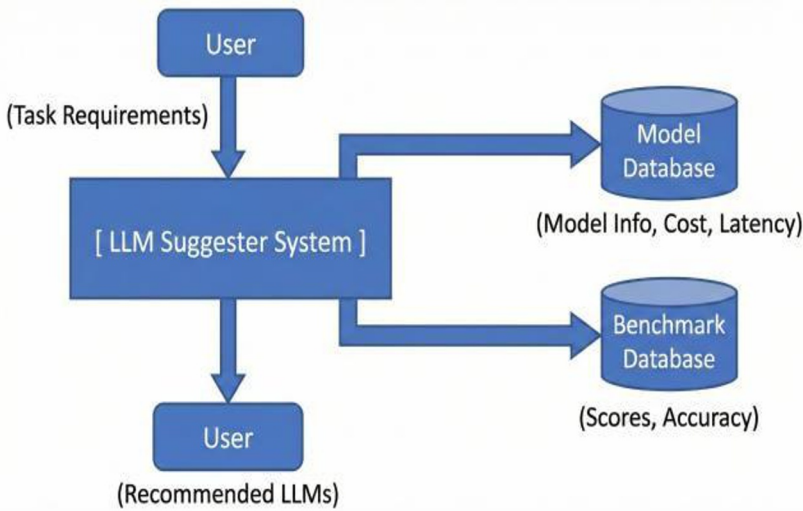 User
(Task Requirements)
[ LLM Suggester System ]
Model
Database
(Model Info, Cost, Latency)
Benchmark
Database
(Scores, Accuracy)
User
(Recommended LLMs)